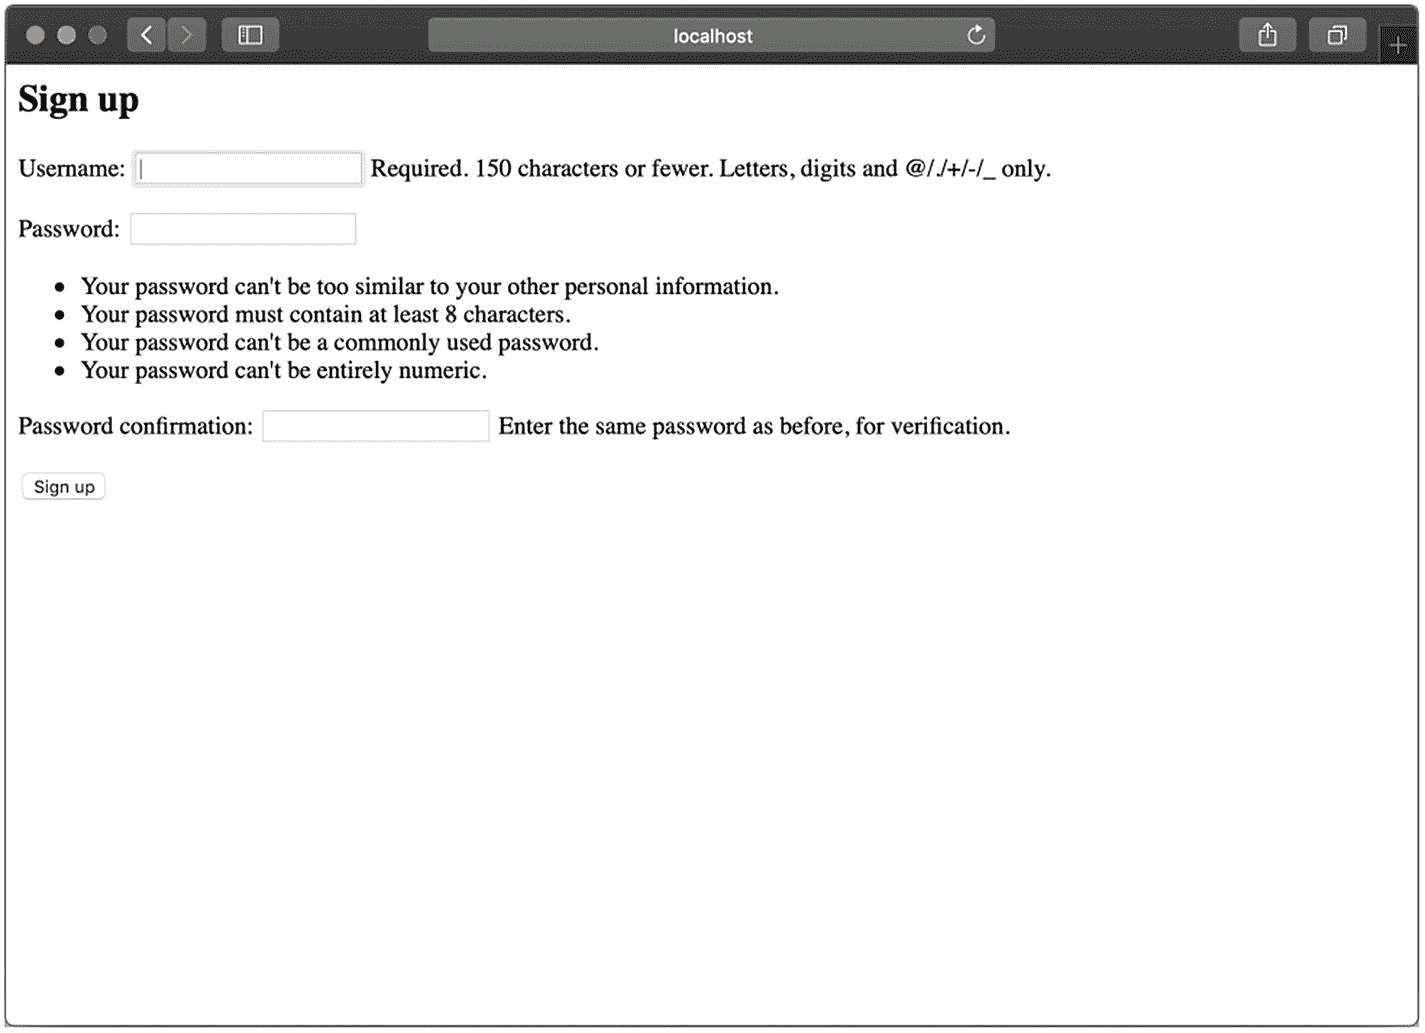 localhost
Sign up
Username: Required. 150 characters or fewer. Letters, digits and @/./+/-/_ only.
Password:
Your password can't be too similar to your other personal information.
Your password must contain at least 8 characters.
Your password can't be a commonly used password.
Your password can't be entirely numeric.
Password confirmation: Enter the same password as before, for verification.
Sign up